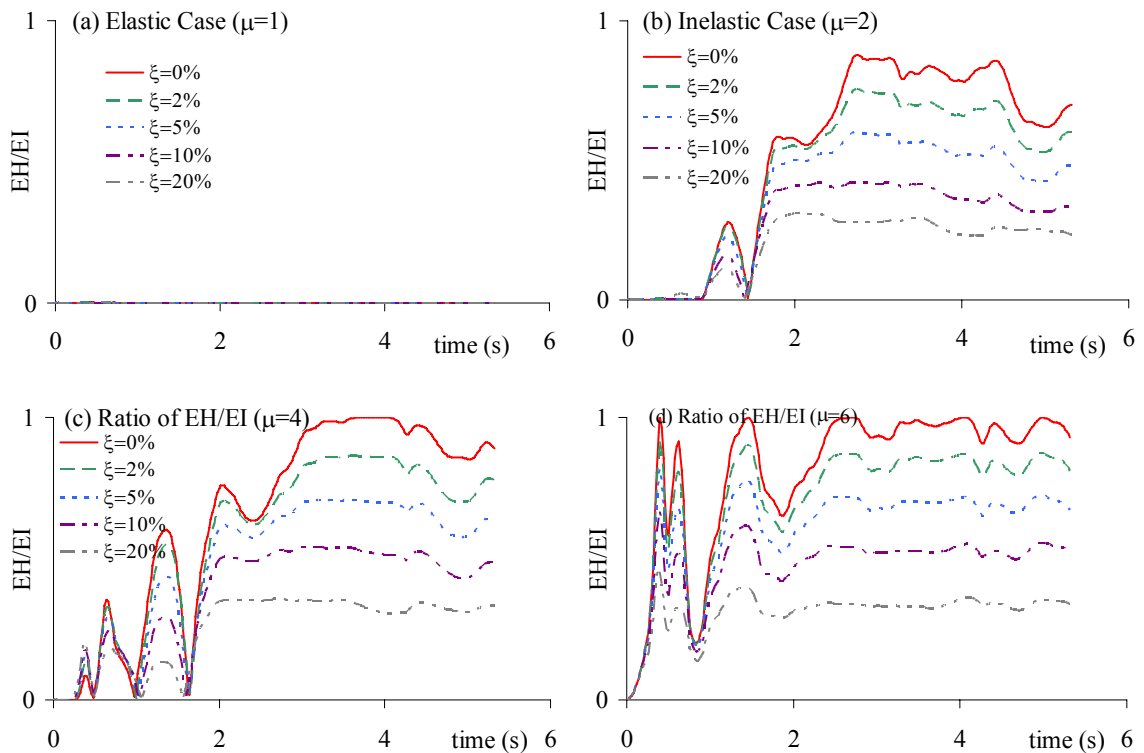 1
(a) Elastic Case (μ=1)
ξ=0%
ξ=2%
ξ=5%
ξ=10%
ξ=20%
EH/EI
0
0
2
4
6
time (s)
1
(b) Inelastic Case (μ=2)
ξ=0%
ξ=2%
ξ=5%
ξ=10%
ξ=20%
EH/EI
0
0
2
4
6
time (s)
1
(c) Ratio of EH/EI (μ=4)
ξ=0%
ξ=2%
ξ=5%
ξ=10%
ξ=20%
EH/EI
0
0
2
4
6
time (s)
1
(d) Ratio of EH/EI (μ=6)
EH/EI
0
0
2
4
6
time (s)